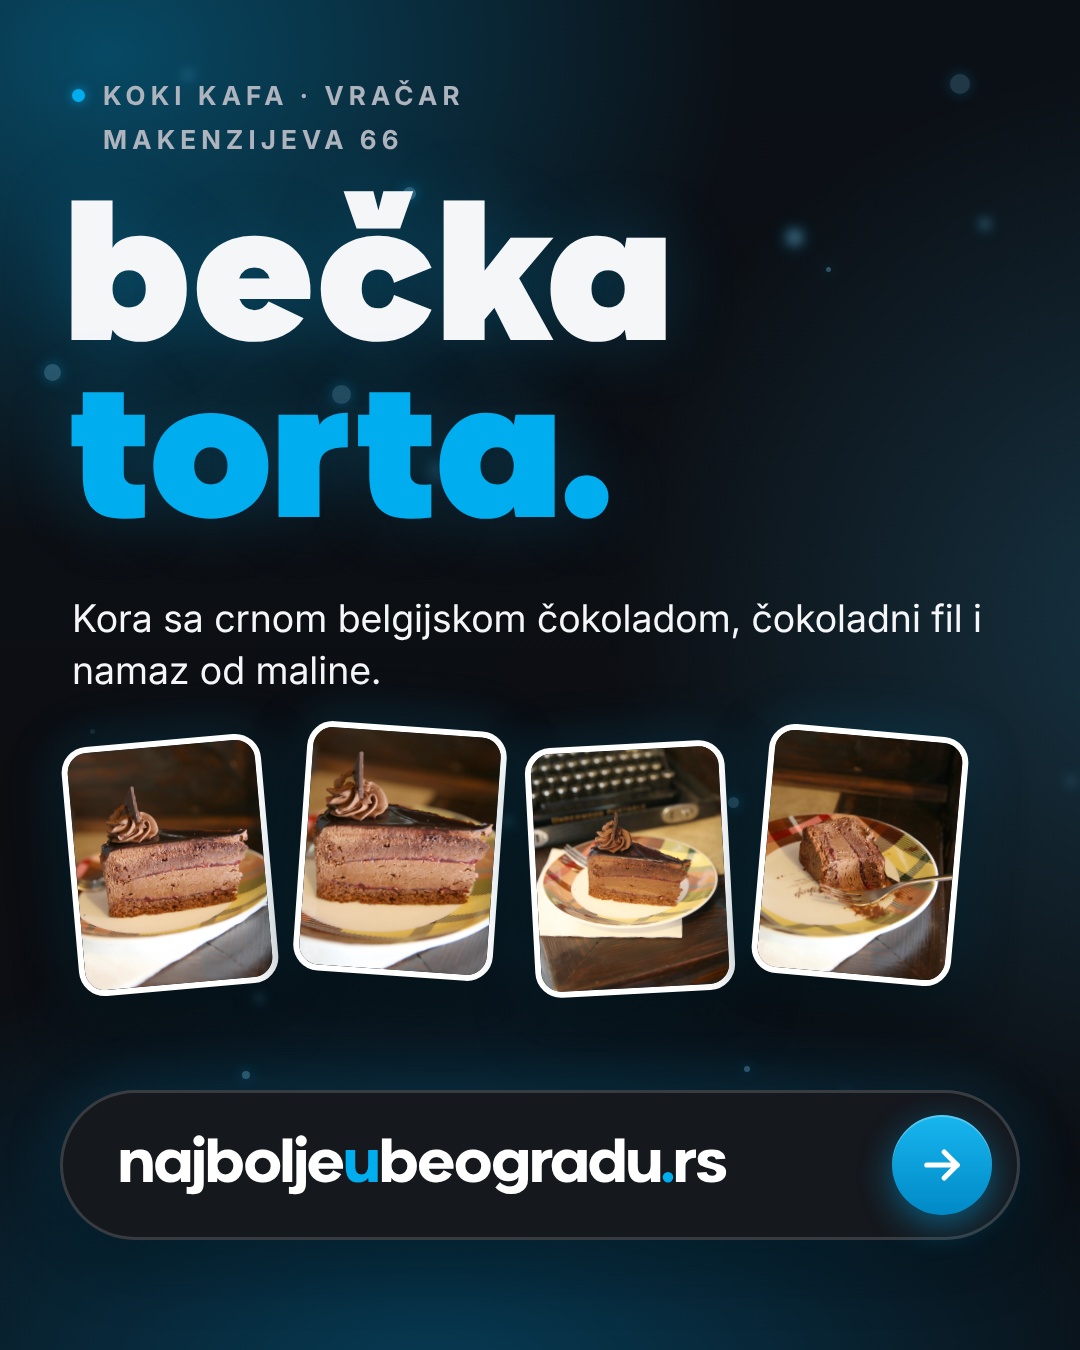 KOKI KAFA · VRAČAR
MAKENZIJEVA 66
bečka
torta.
Kora sa crnom belgijskom čokoladom, čokoladni fil i
namaz od maline.
najboljeubeogradu.rs